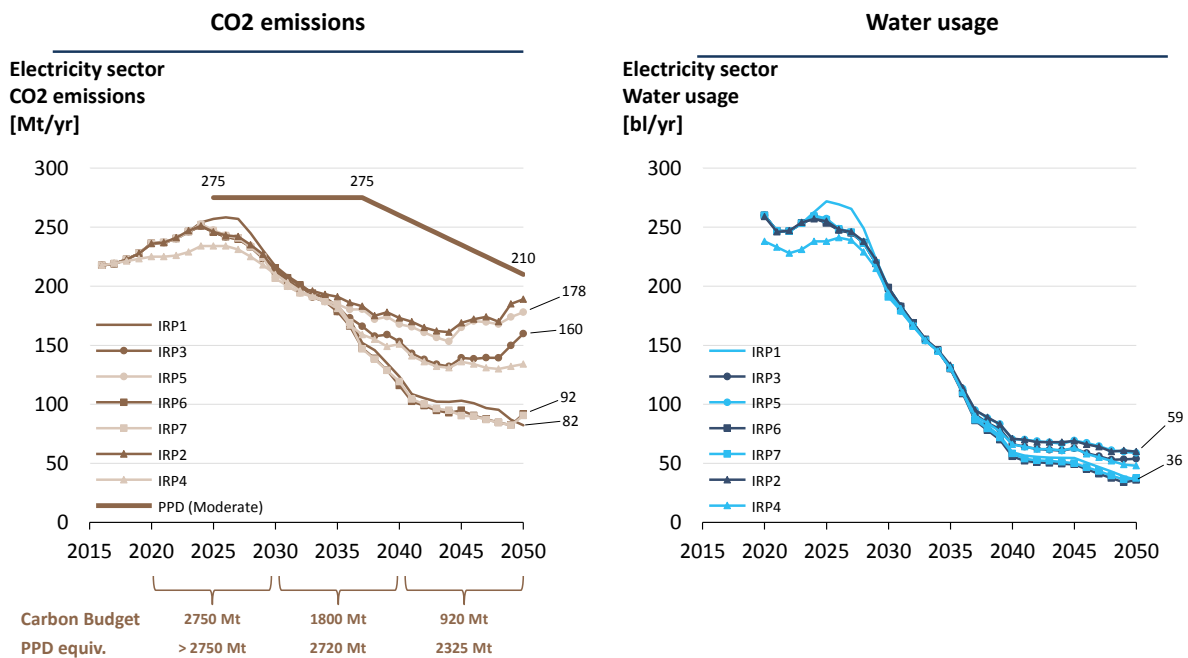 CO2 emissions
Electricity sector
CO2 emissions
[Mt/yr]
300
250
200
150
100
50
0
275
275
210
178
160
92
82
IRP1
IRP3
IRP5
IRP6
IRP7
IRP2
IRP4
PPD (Moderate)
2015 2020 2025 2030 2035 2040 2045 2050
Carbon Budget 2750 Mt 1800 Mt 920 Mt
PPD equiv. > 2750 Mt 2720 Mt 2325 Mt
Water usage
Electricity sector
Water usage
[bl/yr]
300
250
200
150
100
50
0
59
36
IRP1
IRP3
IRP5
IRP6
IRP7
IRP2
IRP4
2015 2020 2025 2030 2035 2040 2045 2050